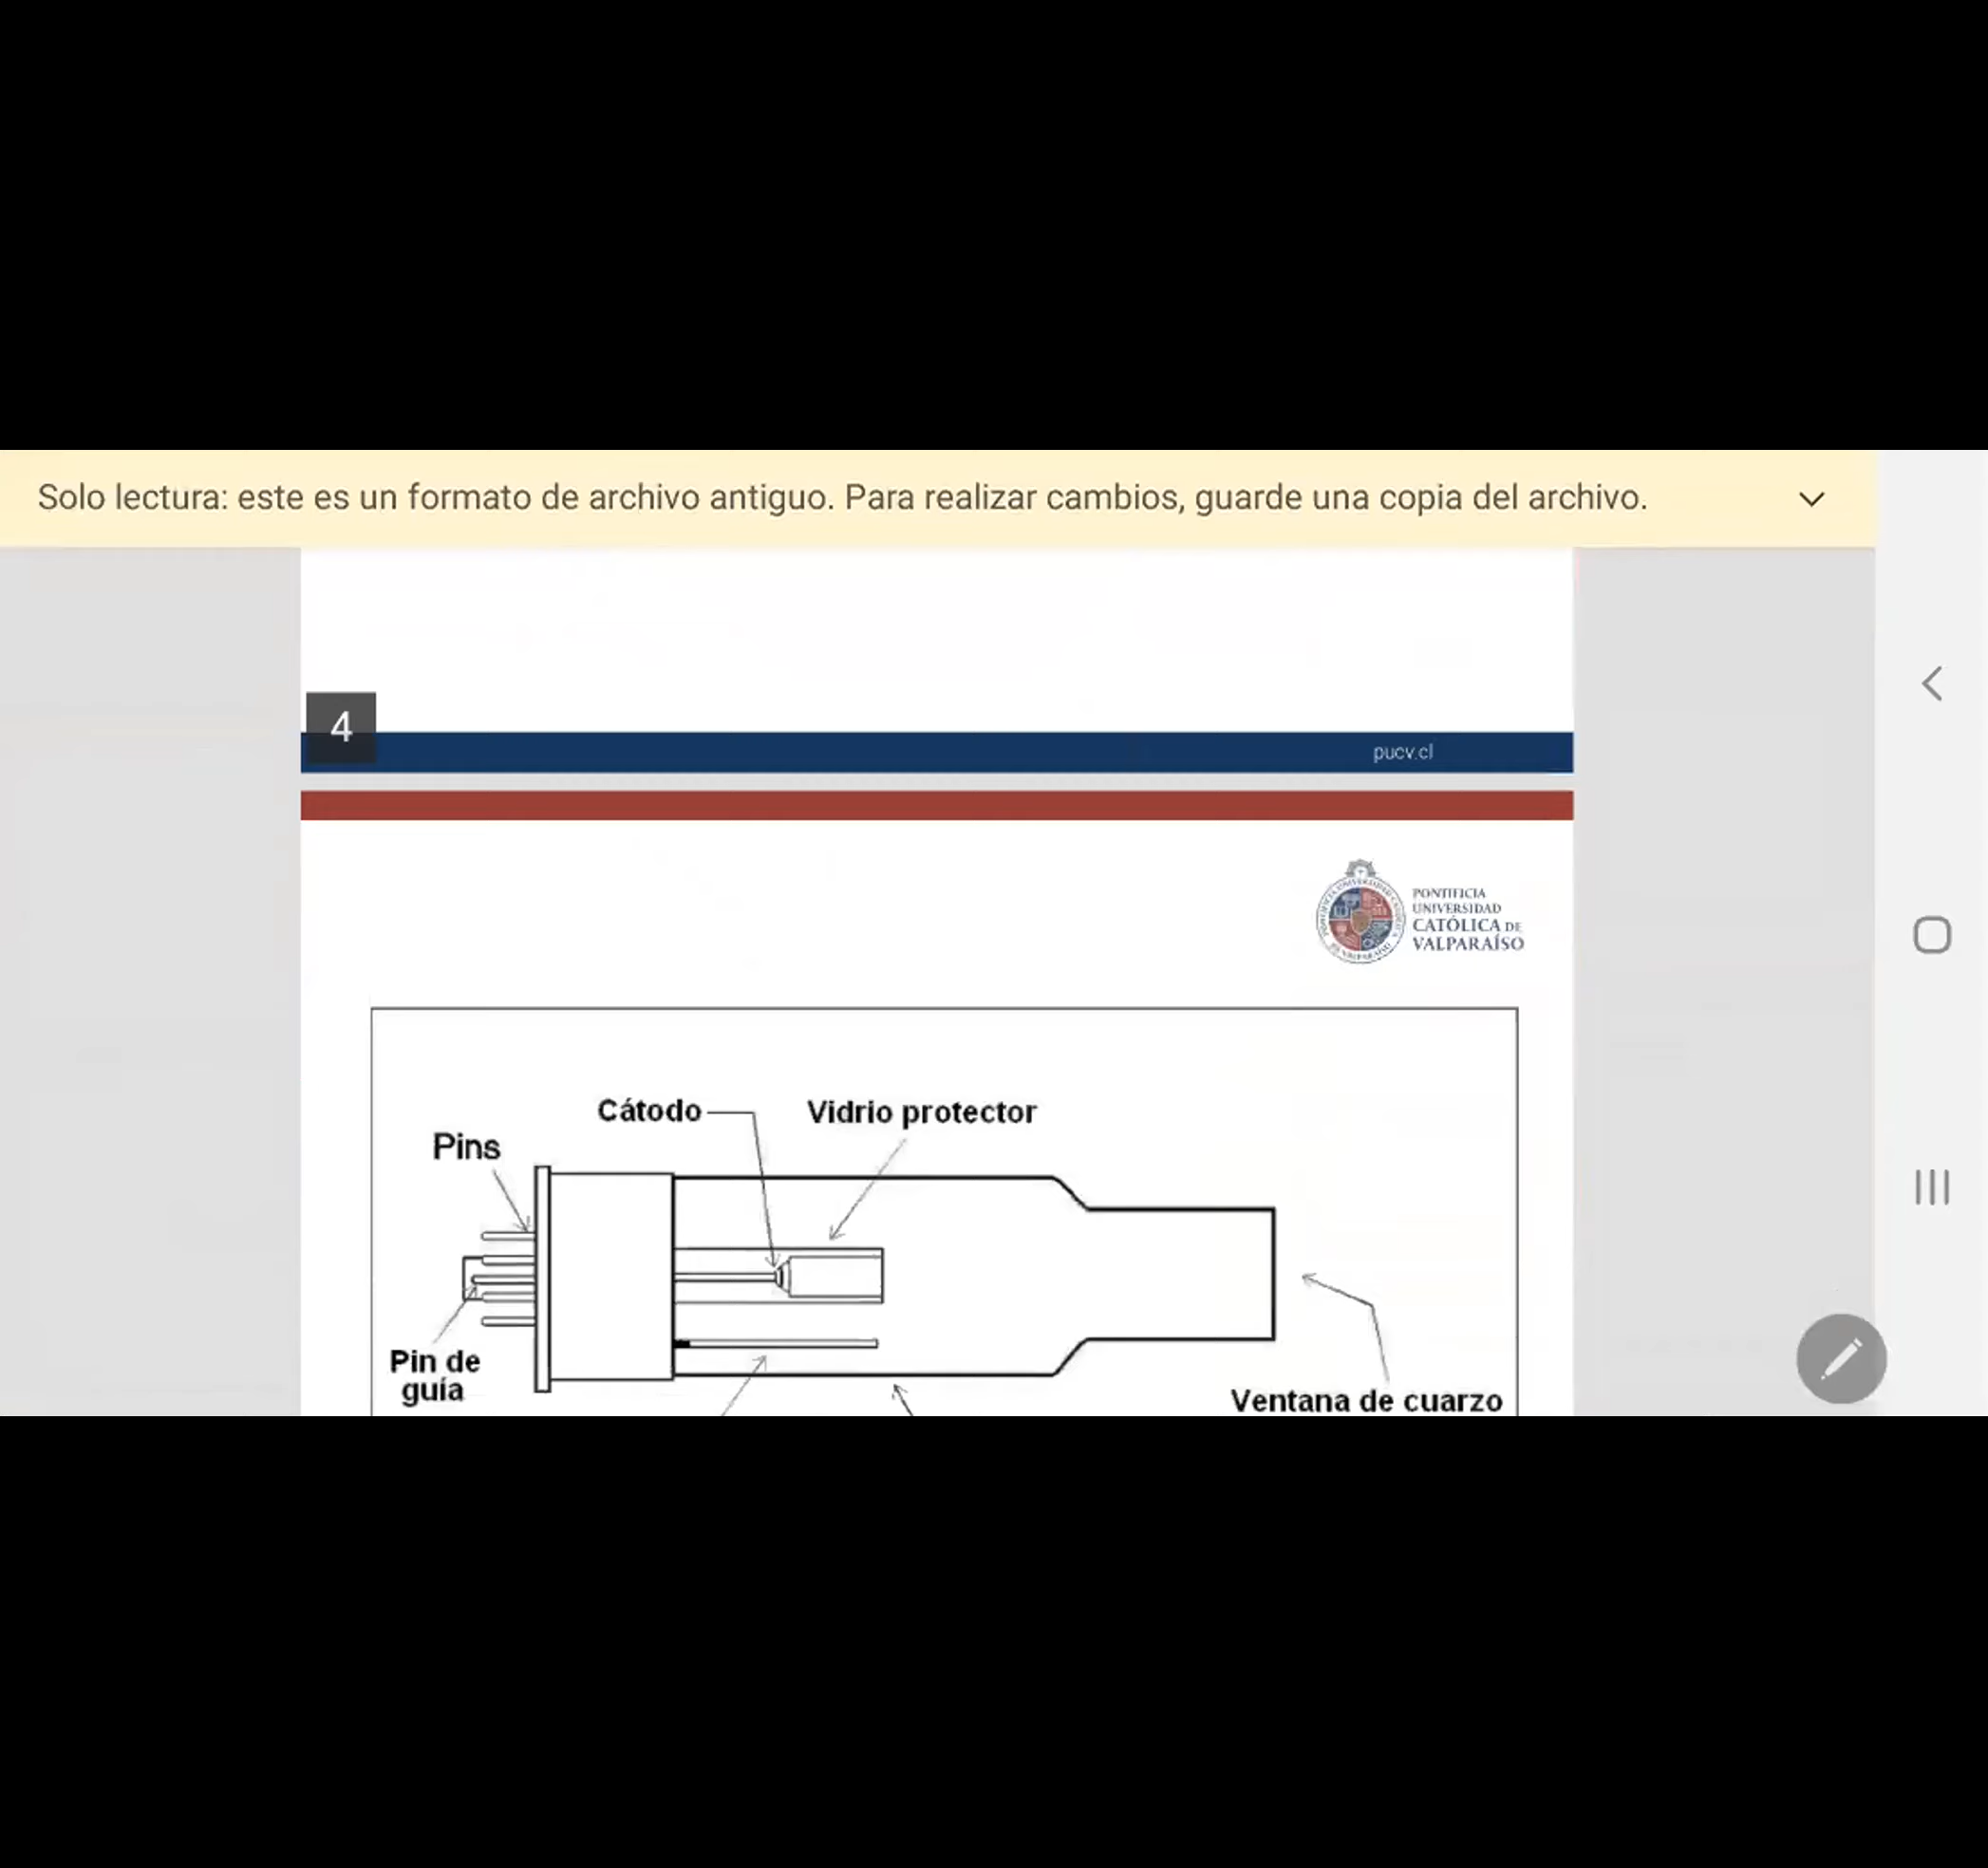 Solo lectura: este es un formato de archivo antiguo. Para realizar cambios, guarde una copia del archivo.
4
pucv.cl
PONTIFICIA
UNIVERSIDAD
CATÓLICA DE
VALPARAÍSO
Cátodo
Vidrio protector
Pins
Pin de
guía
Ventana de cuarzo